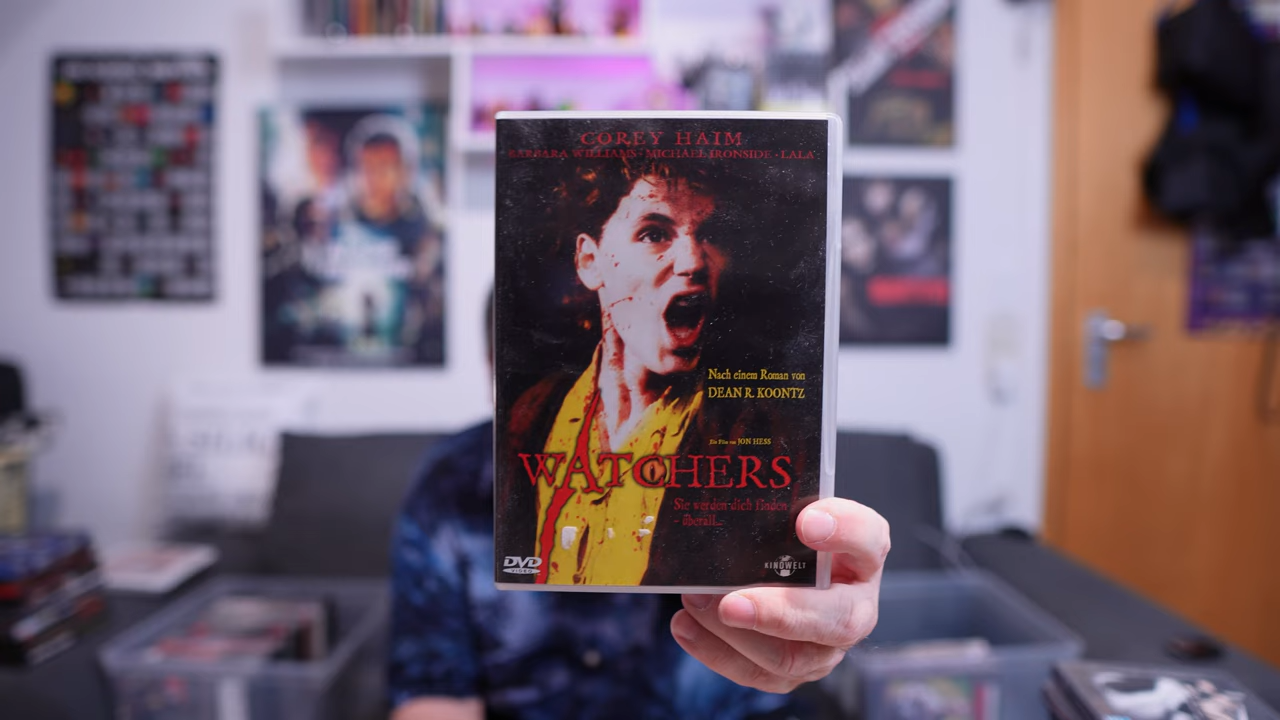 COREY HAIM
BARBARA WILLIAMS · MICHAEL IRONSIDE · LALA
Nach einem Roman von
DEAN R. KOONTZ
Ein Film von JON HESS
WATCHERS
Sie werden dich finden
- überall...
DVD
VIDEO
KINOWELT